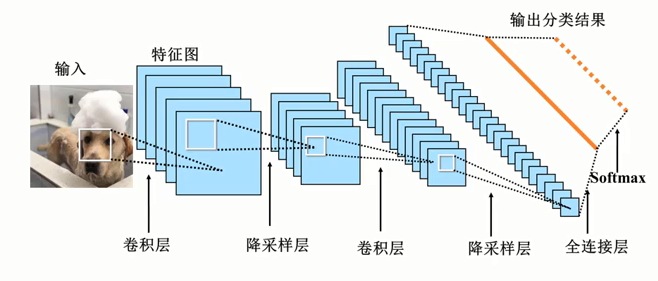 输出分类结果
特征图
输入
Softmax
卷积层
降采样层
卷积层
降采样层
全连接层